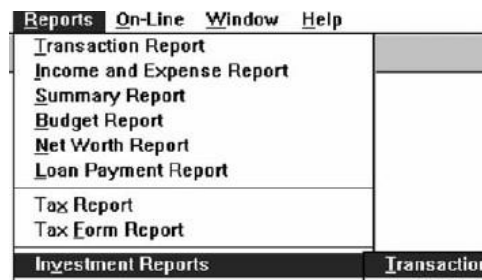 Reports On-Line Window Help
Transaction Report
Income and Expense Report
Summary Report
Budget Report
Net Worth Report
Loan Payment Report
Tax Report
Tax Form Report
Investment Reports